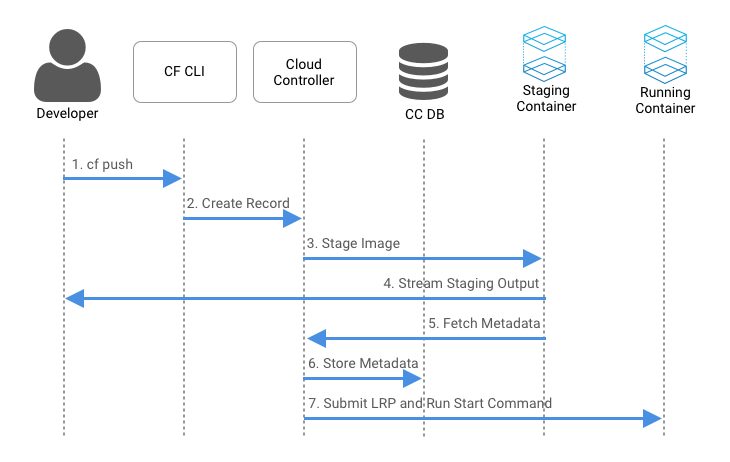 Developer
CF CLI
Cloud
Controller
CC DB
Staging
Container
Running
Container
1. cf push
2. Create Record
3. Stage Image
4. Stream Staging Output
5. Fetch Metadata
6. Store Metadata
7. Submit LRP and Run Start Command